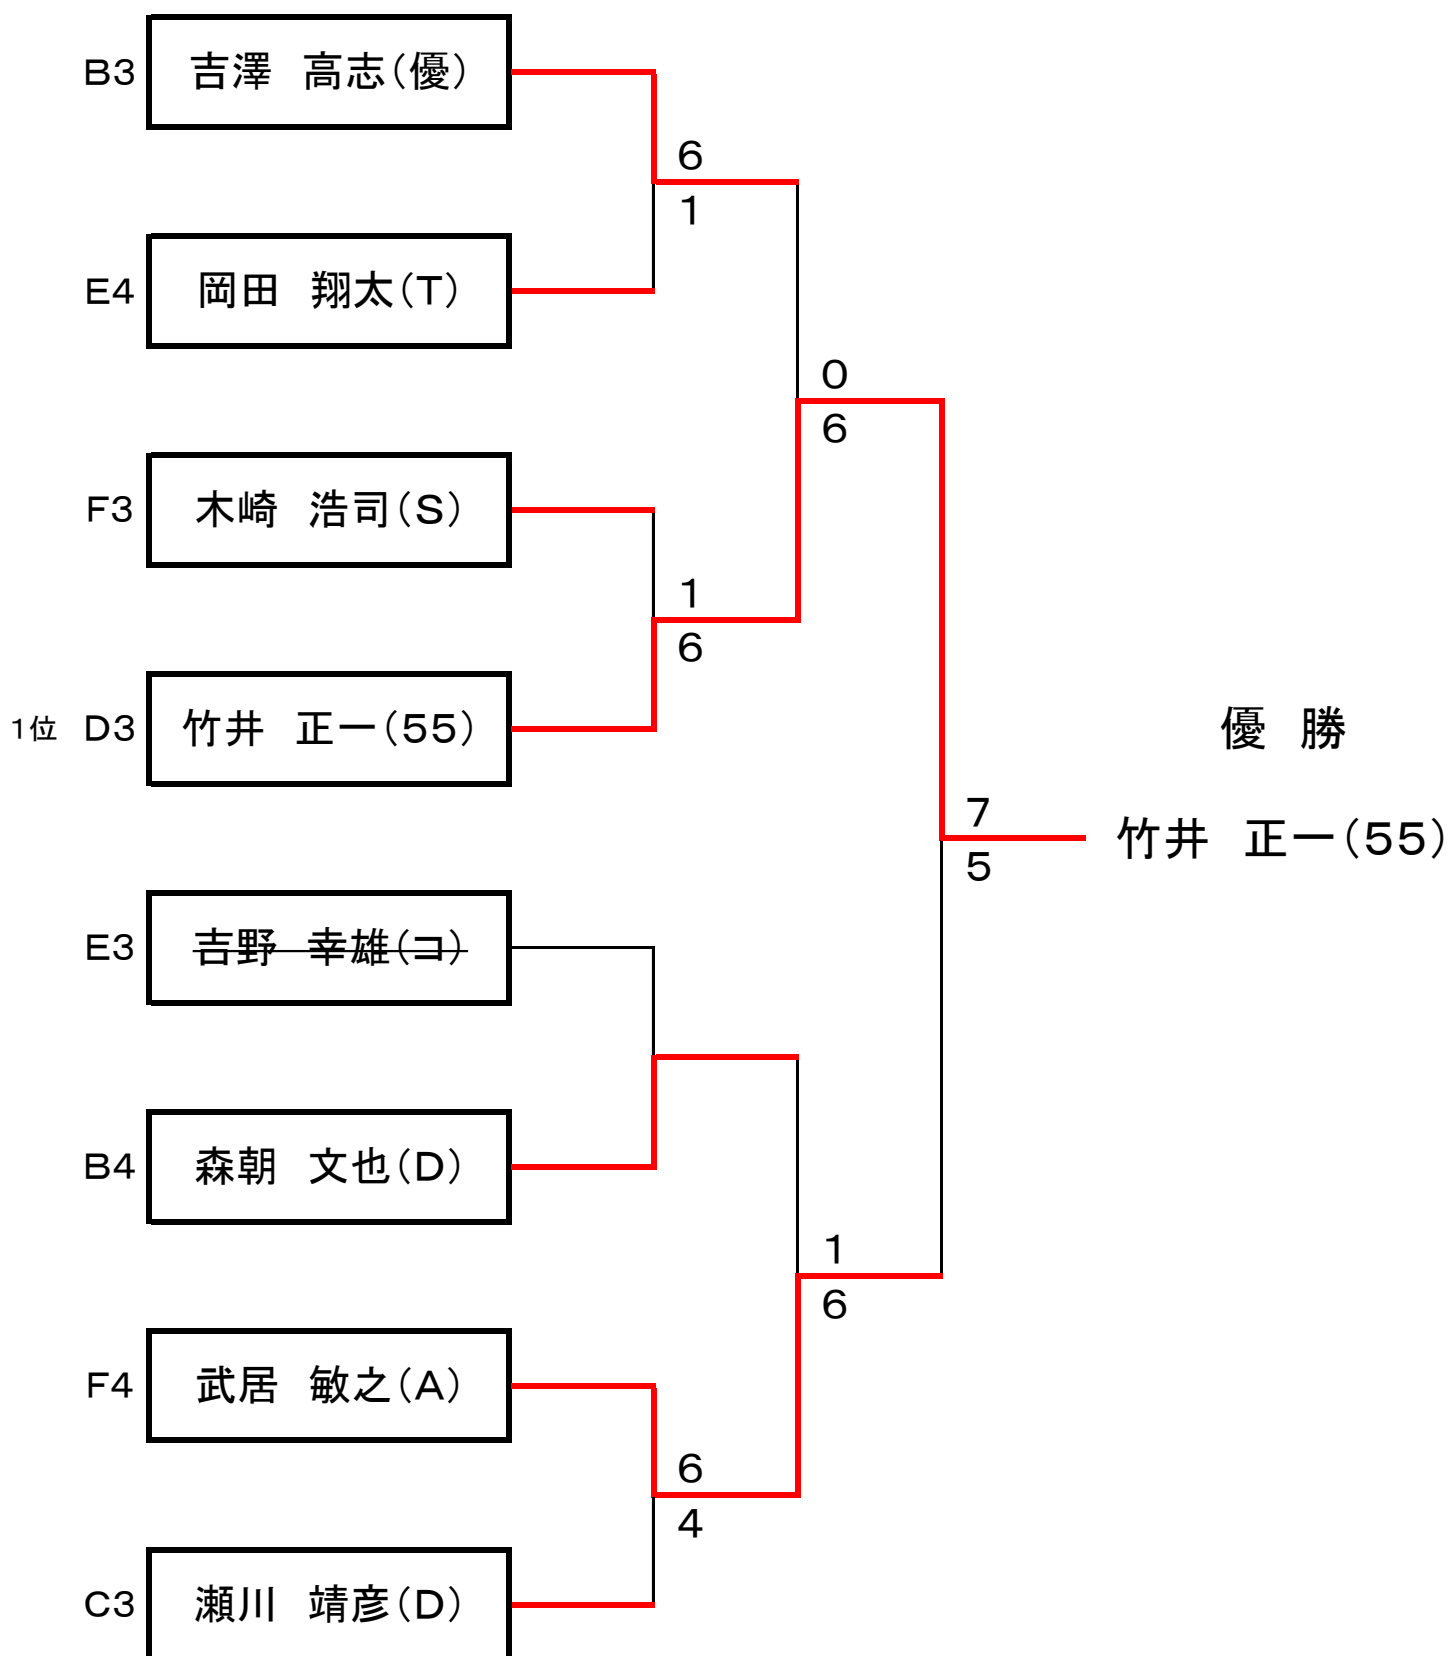 B3 吉澤 高志(優)
6
1
E4 岡田 翔太(T)
0
6
F3 木崎 浩司(S)
1
6
1位 D3 竹井 正一(55)
優 勝
7
竹井 正一(55)
5
E3 吉野 幸雄(コ)
B4 森朝 文也(D)
1
6
F4 武居 敏之(A)
6
4
C3 瀬川 靖彦(D)